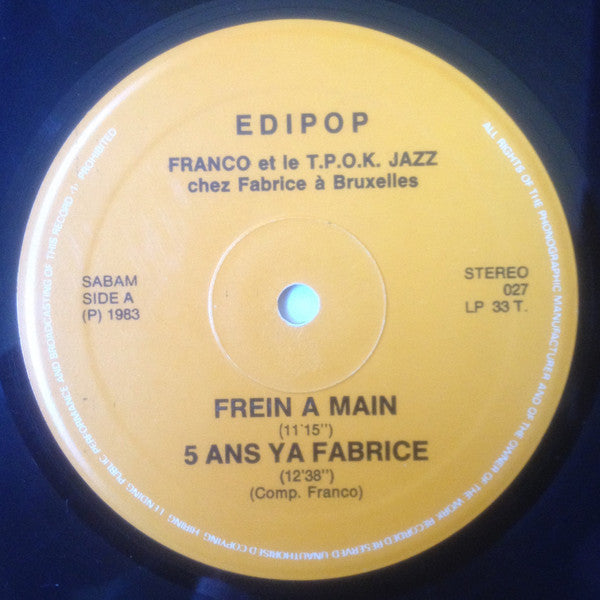 EDIPOP
FRANCO et le T.P.O.K. JAZZ
chez Fabrice à Bruxelles
SABAM
SIDE A
(P) 1983
STEREO
027
LP 33 T.
FREIN A MAIN
(11'15'')
5 ANS YA FABRICE
(12'38'')
(Comp. Franco)
ALL RIGHTS OF THE PHONOGRAPHIC MANUFACTURER AND OF THE OWNER OF THE WORK RECORDED RESERVED UNAUTHORISED COPYING HIRING LENDING PUBLIC PERFORMANCE AND BROADCASTING OF THIS RECORD PROHIBITED